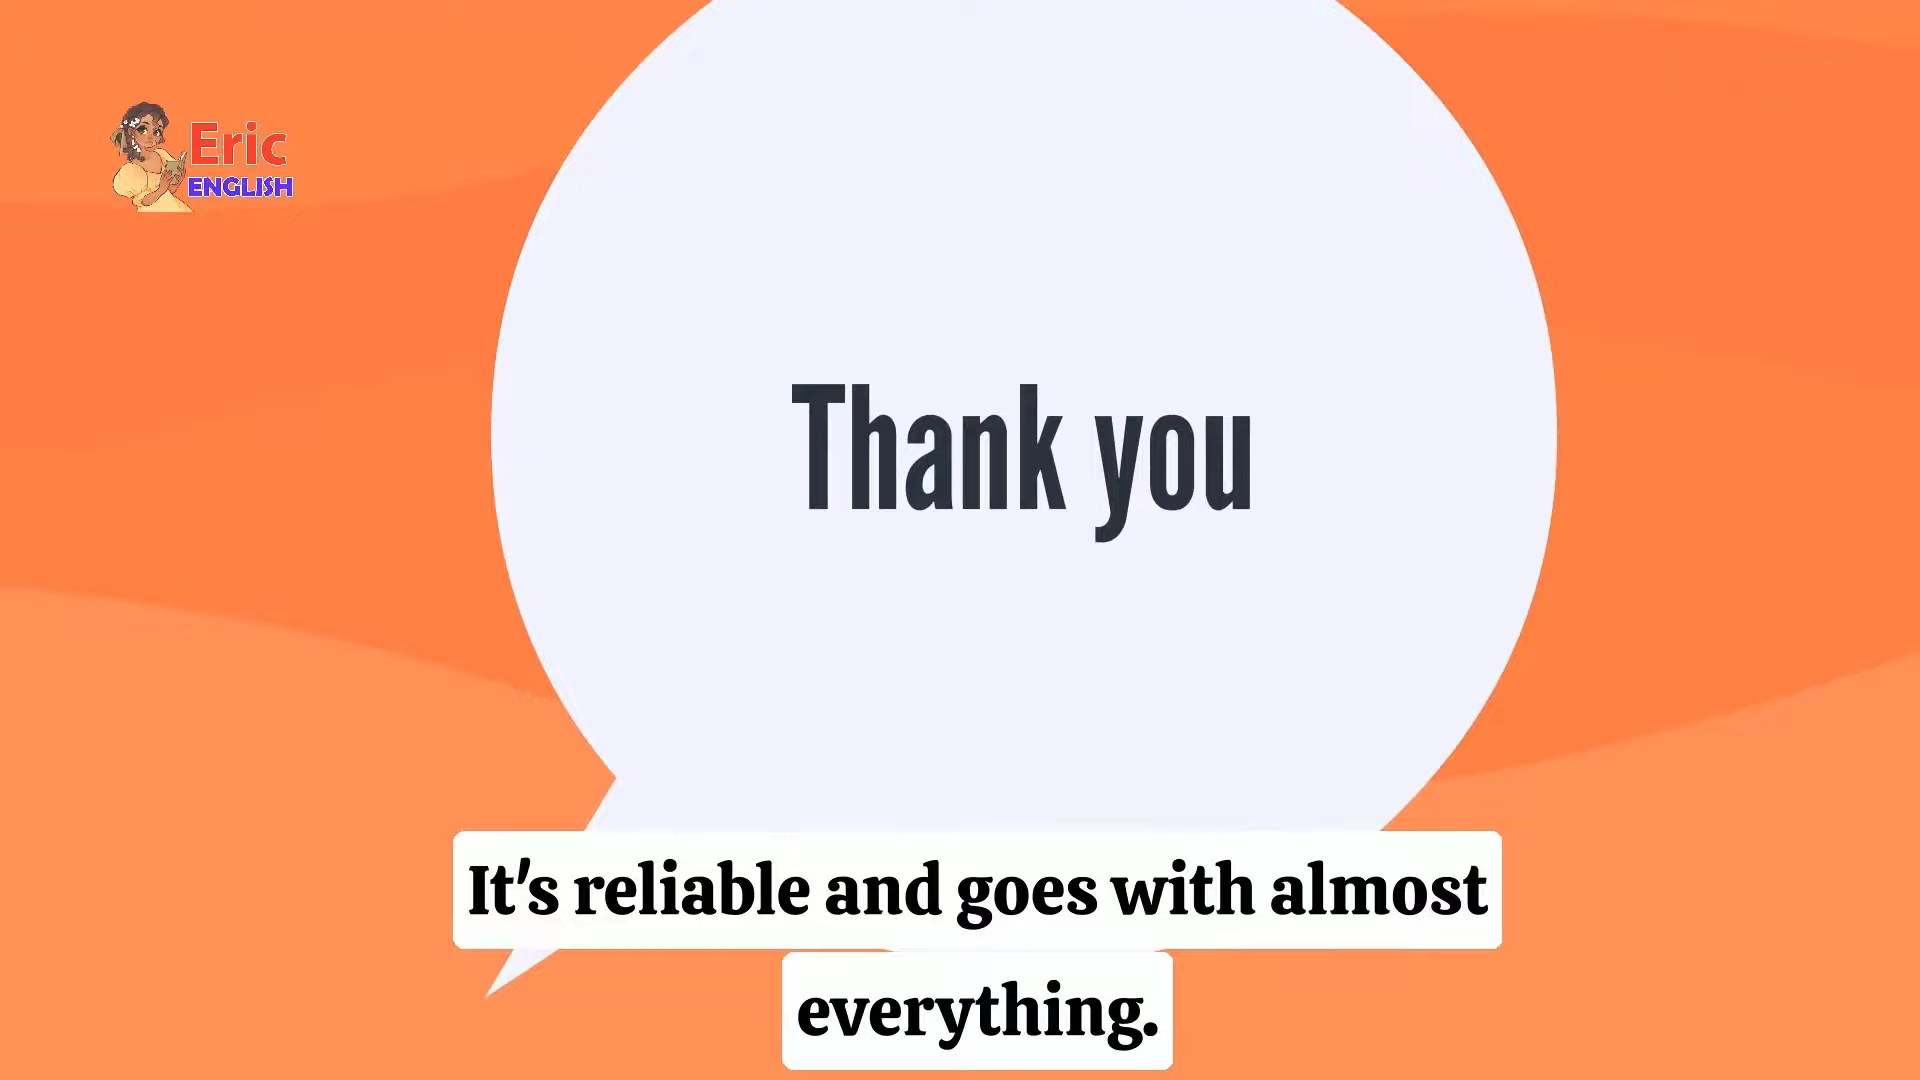 Eric
ENGLISH
Thank you
It's reliable and goes with almost
everything.